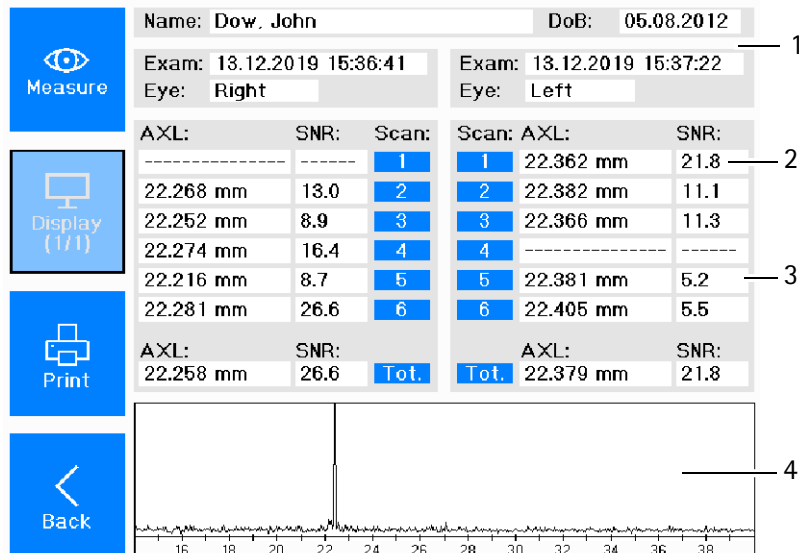 Name: Dow, John DoB: 05.08.2012
1
Exam: 13.12.2019 15:36:41 Exam: 13.12.2019 15:37:22
Eye: Right Eye: Left
Measure
AXL: SNR: Scan: Scan: AXL: SNR:
-------------- ------ 1 1 22.362 mm 21.8 2
22.268 mm 13.0 2 2 22.382 mm 11.1
22.252 mm 8.9 3 3 22.366 mm 11.3
22.274 mm 16.4 4 4 -------------- ------
22.216 mm 8.7 5 5 22.381 mm 5.2 3
22.281 mm 26.6 6 6 22.405 mm 5.5
Display
(1/1)
AXL: SNR: AXL: SNR:
22.258 mm 26.6 Tot. Tot. 22.379 mm 21.8
Print
4
Back
16 18 20 22 24 26 28 30 32 34 36 38